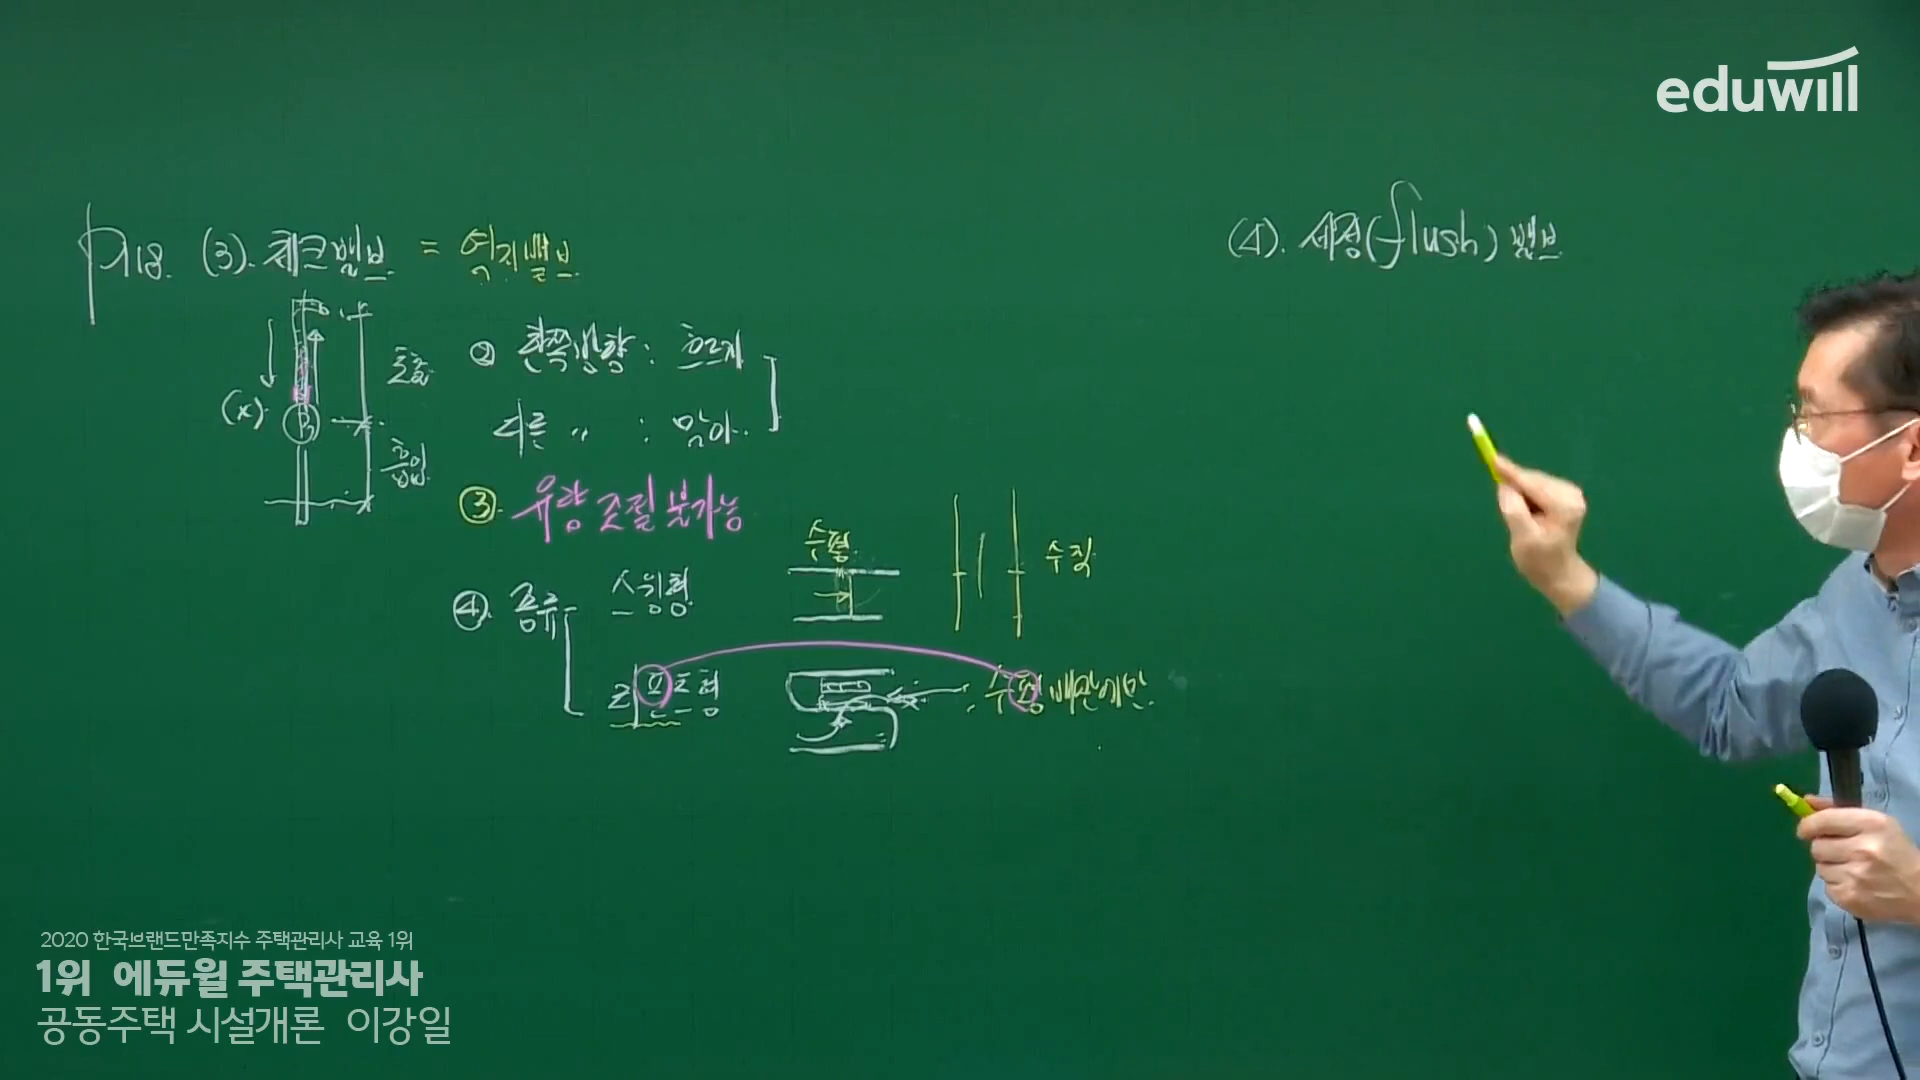 eduwill
P118. (3). 체크밸브 = 역지밸브
토출
(x).
흡입
② 한쪽방향 : 흐르게
다른 〃 : 막아.
③. 유량조절 불가능
④. 종류 스윙형
수평
수직
리프트형 : 수평배관에만.
(4). 세정(flush) 밸브
2020 한국브랜드만족지수 주택관리사 교육 1위
1위 에듀윌 주택관리사
공동주택 시설개론 이강일